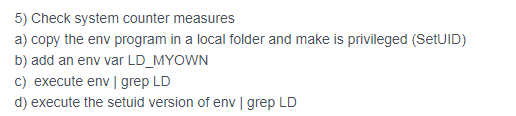 5) Check system counter measures
a) copy the env program in a local folder and make is privileged (SetUID)
b) add an env var LD_MYOWN
c)  execute env | grep LD
d) execute the setuid version of env | grep LD